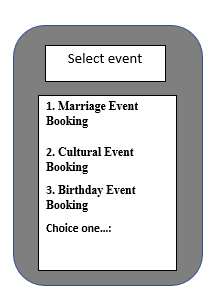 Select event
1. Marriage Event
Booking
2. Cultural Event
Booking
3. Birthday Event
Booking
Choice one...: